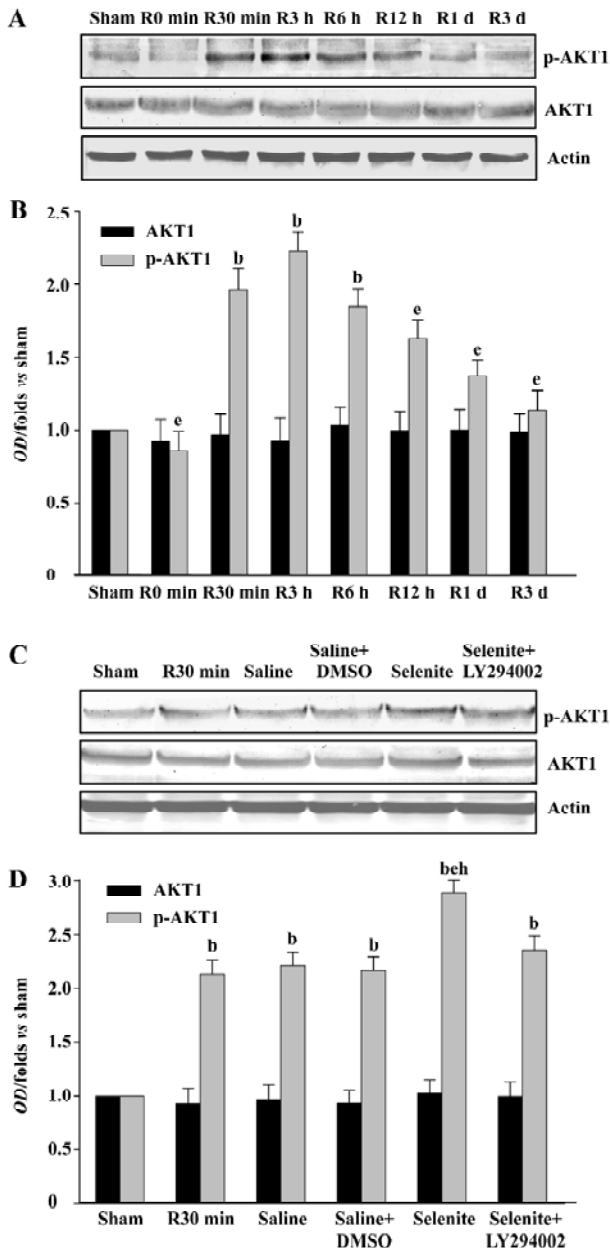 A
Sham R0 min R30 min R3 h R6 h R12 h R1 d R3 d
p-AKT1
AKT1
Actin
B
2.5
2.0
1.5
1.0
0.5
0
OD/folds vs sham
AKT1
p-AKT1
e
b
b
b
e
c
e
Sham R0 min R30 min R3 h R6 h R12 h R1 d R3 d
C
Sham R30 min Saline Saline+ DMSO Selenite Selenite+ LY294002
p-AKT1
AKT1
Actin
D
3.0
2.5
2.0
1.5
1.0
0.5
0
OD/folds vs sham
AKT1
p-AKT1
b
b
b
beh
b
Sham R30 min Saline Saline+ Selenite Selenite+
DMSO LY294002